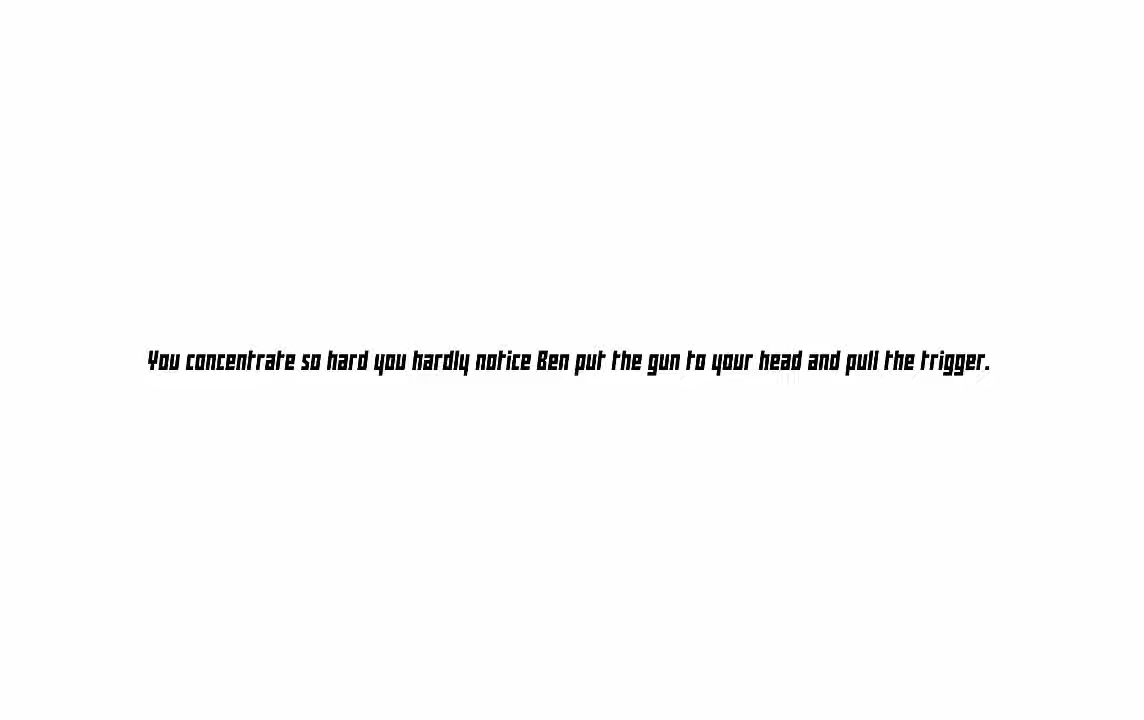 You concentrate so hard you hardly notice Ben put the gun to your head and pull the trigger.